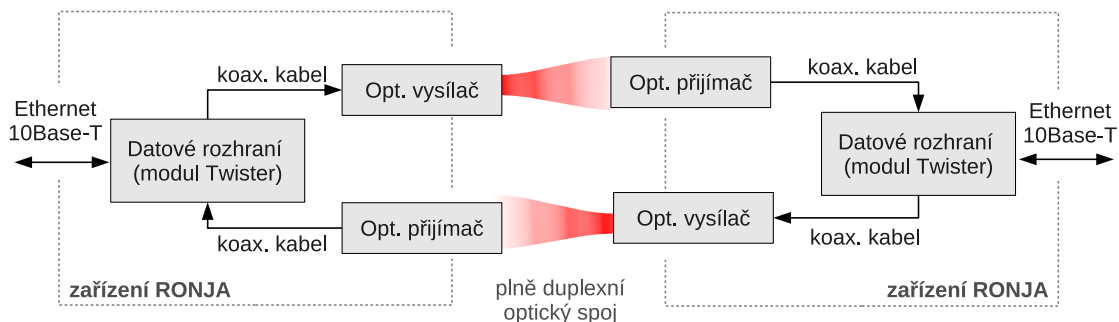 koax. kabel
Opt. vysílač
Opt. přijímač
koax. kabel
Ethernet
10Base-T
Datové rozhraní
(modul Twister)
Datové rozhraní
(modul Twister)
Ethernet
10Base-T
koax. kabel
Opt. přijímač
Opt. vysílač
koax. kabel
zařízení RONJA
plně duplexní
optický spoj
zařízení RONJA